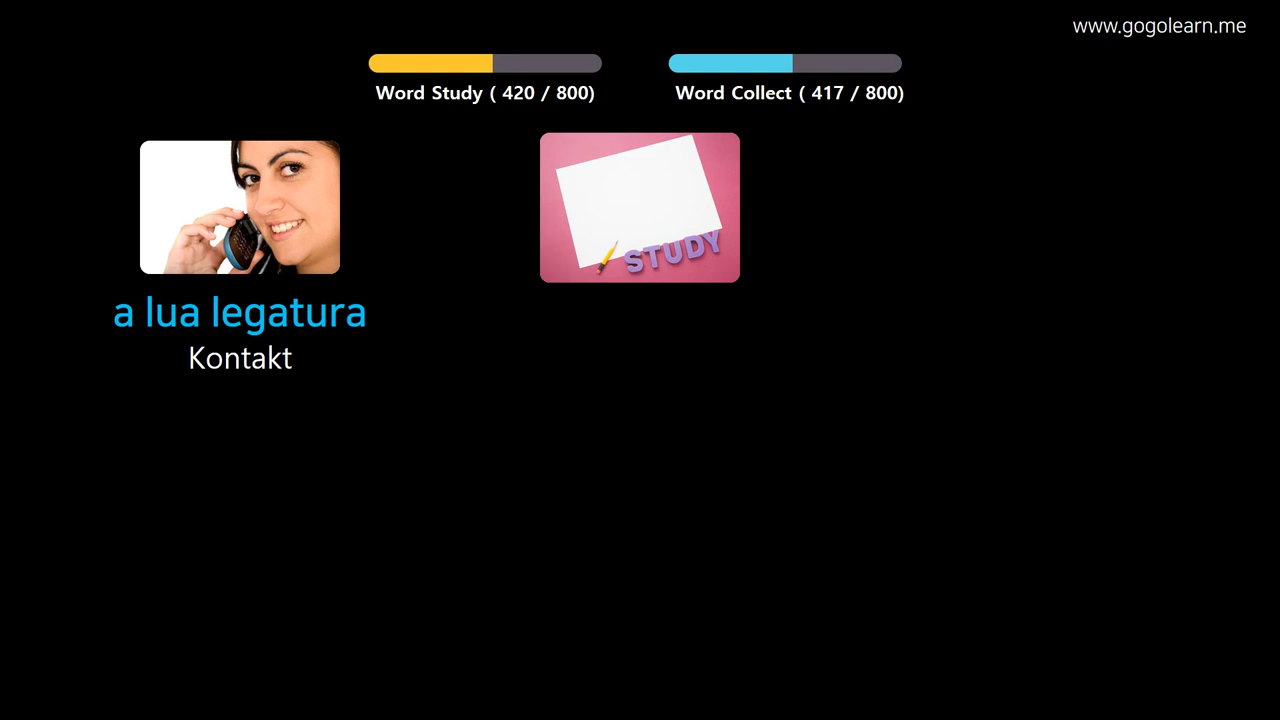 www.gogolearn.me
Word Study ( 420 / 800)
Word Collect ( 417 / 800)
STUDY
a lua legatura
Kontakt